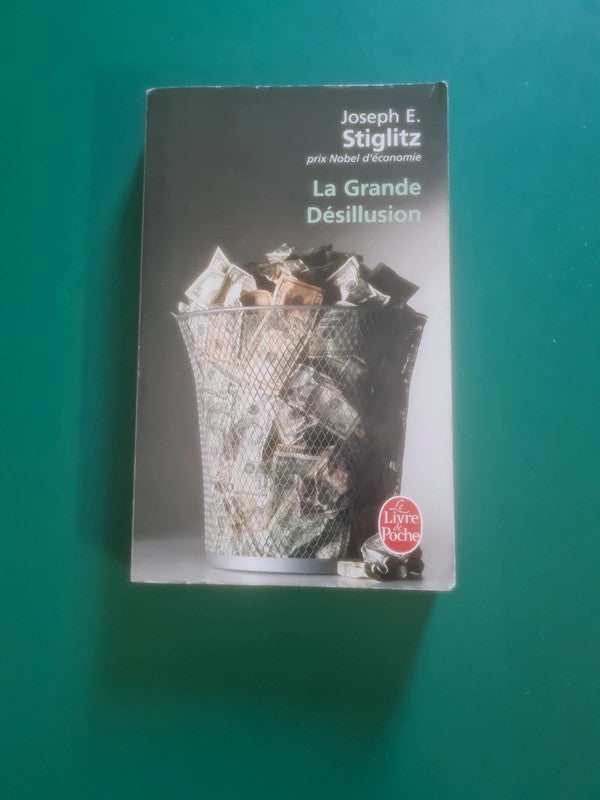 Joseph E.
Stiglitz
prix Nobel d'économie
La Grande
Désillusion
Le
Livre
de
Poche